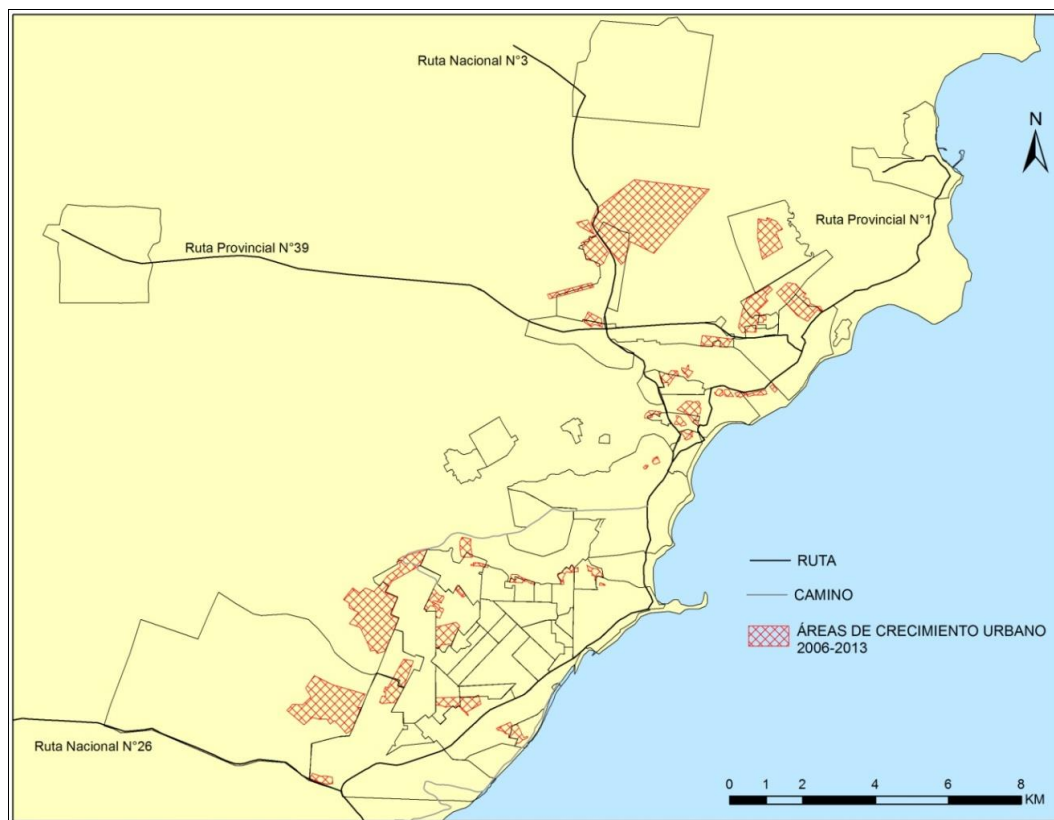 Ruta Nacional N°3
N
Ruta Provincial N°1
Ruta Provincial N°39
RUTA
CAMINO
ÁREAS DE CRECIMIENTO URBANO
2006-2013
Ruta Nacional N°26
0 1 2 4 6 8
KM